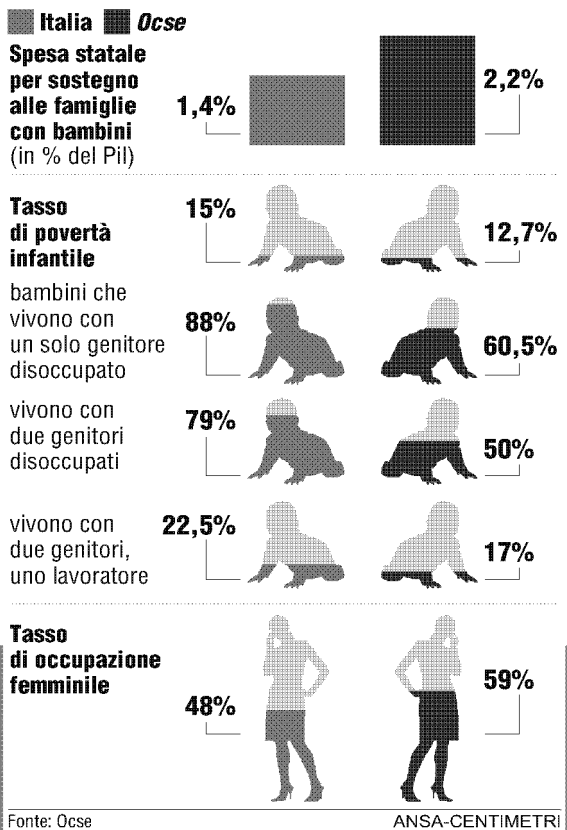 Italia Ocse
Spesa statale
per sostegno
alle famiglie
con bambini
(in % del Pil)
1,4%
2,2%
Tasso
di povertà
infantile
15%
12,7%
bambini che
vivono con
un solo genitore
disoccupato
88%
60,5%
vivono con
due genitori
disoccupati
79%
50%
vivono con
due genitori,
uno lavoratore
22,5%
17%
Tasso
di occupazione
femminile
48%
59%
Fonte: Ocse ANSA-CENTIMETRI